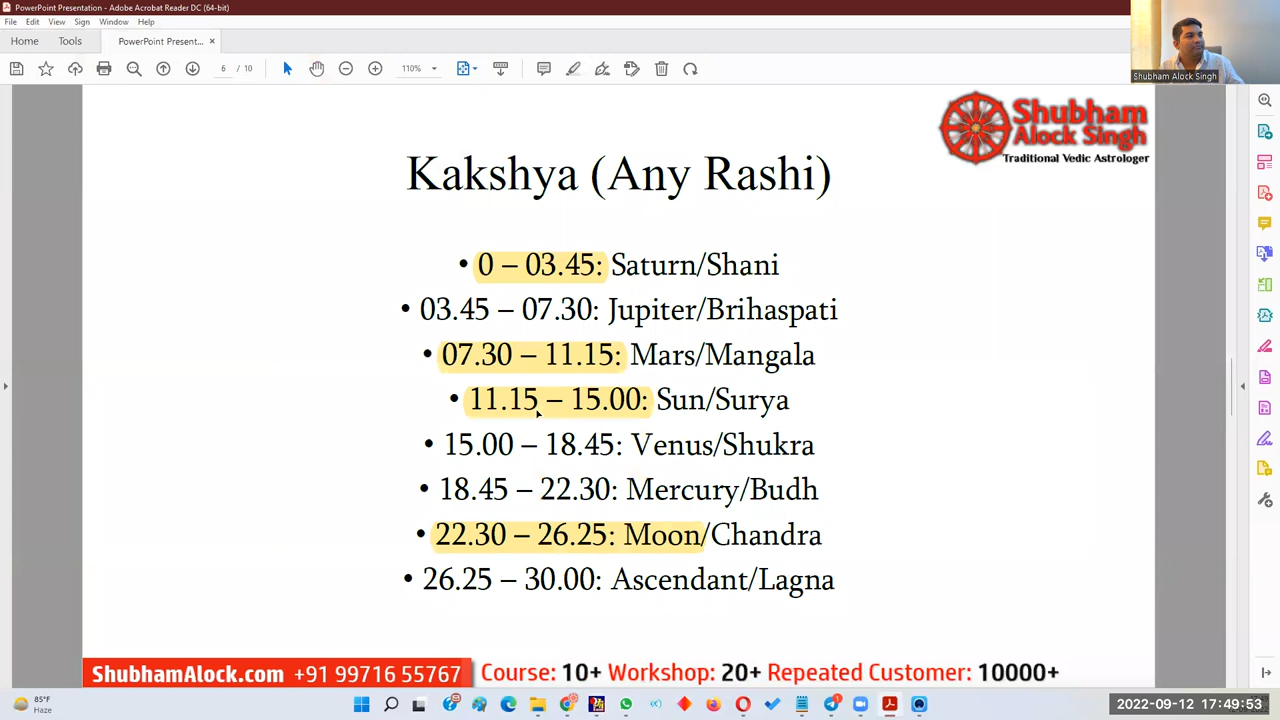 PowerPoint Presentation - Adobe Acrobat Reader DC (64-bit)
File Edit View Sign Window Help
Home Tools PowerPoint Present... ×
6 / 10 110%
Shubham Alock Singh
Shubham
Alock Singh
Traditional Vedic Astrologer
Kakshya (Any Rashi)
• 0 – 03.45: Saturn/Shani
• 03.45 – 07.30: Jupiter/Brihaspati
• 07.30 – 11.15: Mars/Mangala
• 11.15 – 15.00: Sun/Surya
• 15.00 – 18.45: Venus/Shukra
• 18.45 – 22.30: Mercury/Budh
• 22.30 – 26.25: Moon/Chandra
• 26.25 – 30.00: Ascendant/Lagna
ShubhamAlock.com +91 99716 55767 Course: 10+ Workshop: 20+ Repeated Customer: 10000+
85°F
Haze
2022-09-12 17:49:53